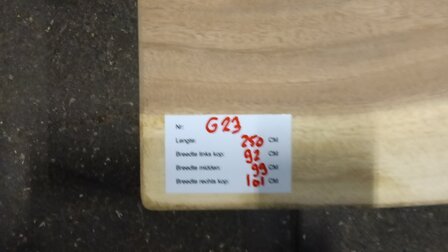 Nr: G23
Lengte: 250 CM
Breedte links kop: 92 CM
Breedte midden: 99 CM
Breedte rechts kop: 101 CM